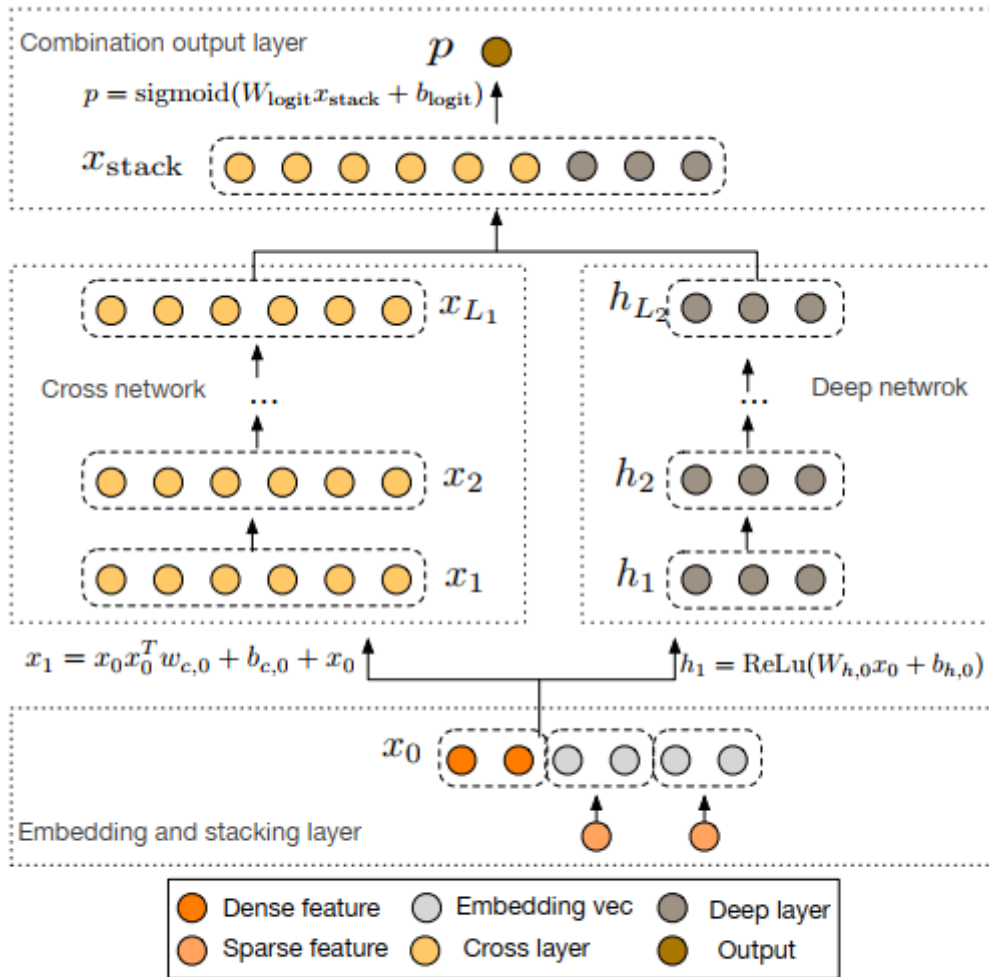 Combination output layer
p
p = sigmoid(W_logit x_stack + b_logit)
x_stack
x_{L_1}
h_{L_2}
Cross network
...
...
Deep netwrok
x_2
h_2
x_1
h_1
x_1 = x_0 x_0^T w_{c,0} + b_{c,0} + x_0
h_1 = ReLu(W_{h,0} x_0 + b_{h,0})
x_0
Embedding and stacking layer
Dense feature
Embedding vec
Deep layer
Sparse feature
Cross layer
Output